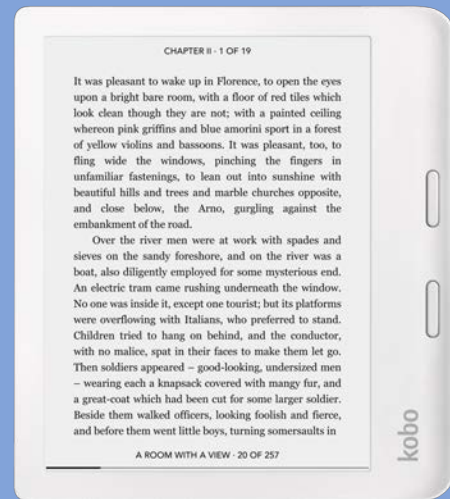 CHAPTER II - 1 OF 19
It was pleasant to wake up in Florence, to open the eyes
upon a bright bare room, with a floor of red tiles which
look clean though they are not; with a painted ceiling
whereon pink griffins and blue amorini sport in a forest
of yellow violins and bassoons. It was pleasant, too, to
fling wide the windows, pinching the fingers in
unfamiliar fastenings, to lean out into sunshine with
beautiful hills and trees and marble churches opposite,
and close below, the Arno, gurgling against the
embankment of the road.
Over the river men were at work with spades and
sieves on the sandy foreshore, and on the river was a
boat, also diligently employed for some mysterious end.
An electric tram came rushing underneath the window.
No one was inside it, except one tourist; but its platforms
were overflowing with Italians, who preferred to stand.
Children tried to hang on behind, and the conductor,
with no malice, spat in their faces to make them let go.
Then soldiers appeared – good-looking, undersized men
– wearing each a knapsack covered with mangy fur, and
a great-coat which had been cut for some larger soldier.
Beside them walked officers, looking foolish and fierce,
and before them went little boys, turning somersaults in
A ROOM WITH A VIEW - 20 OF 257
kobo